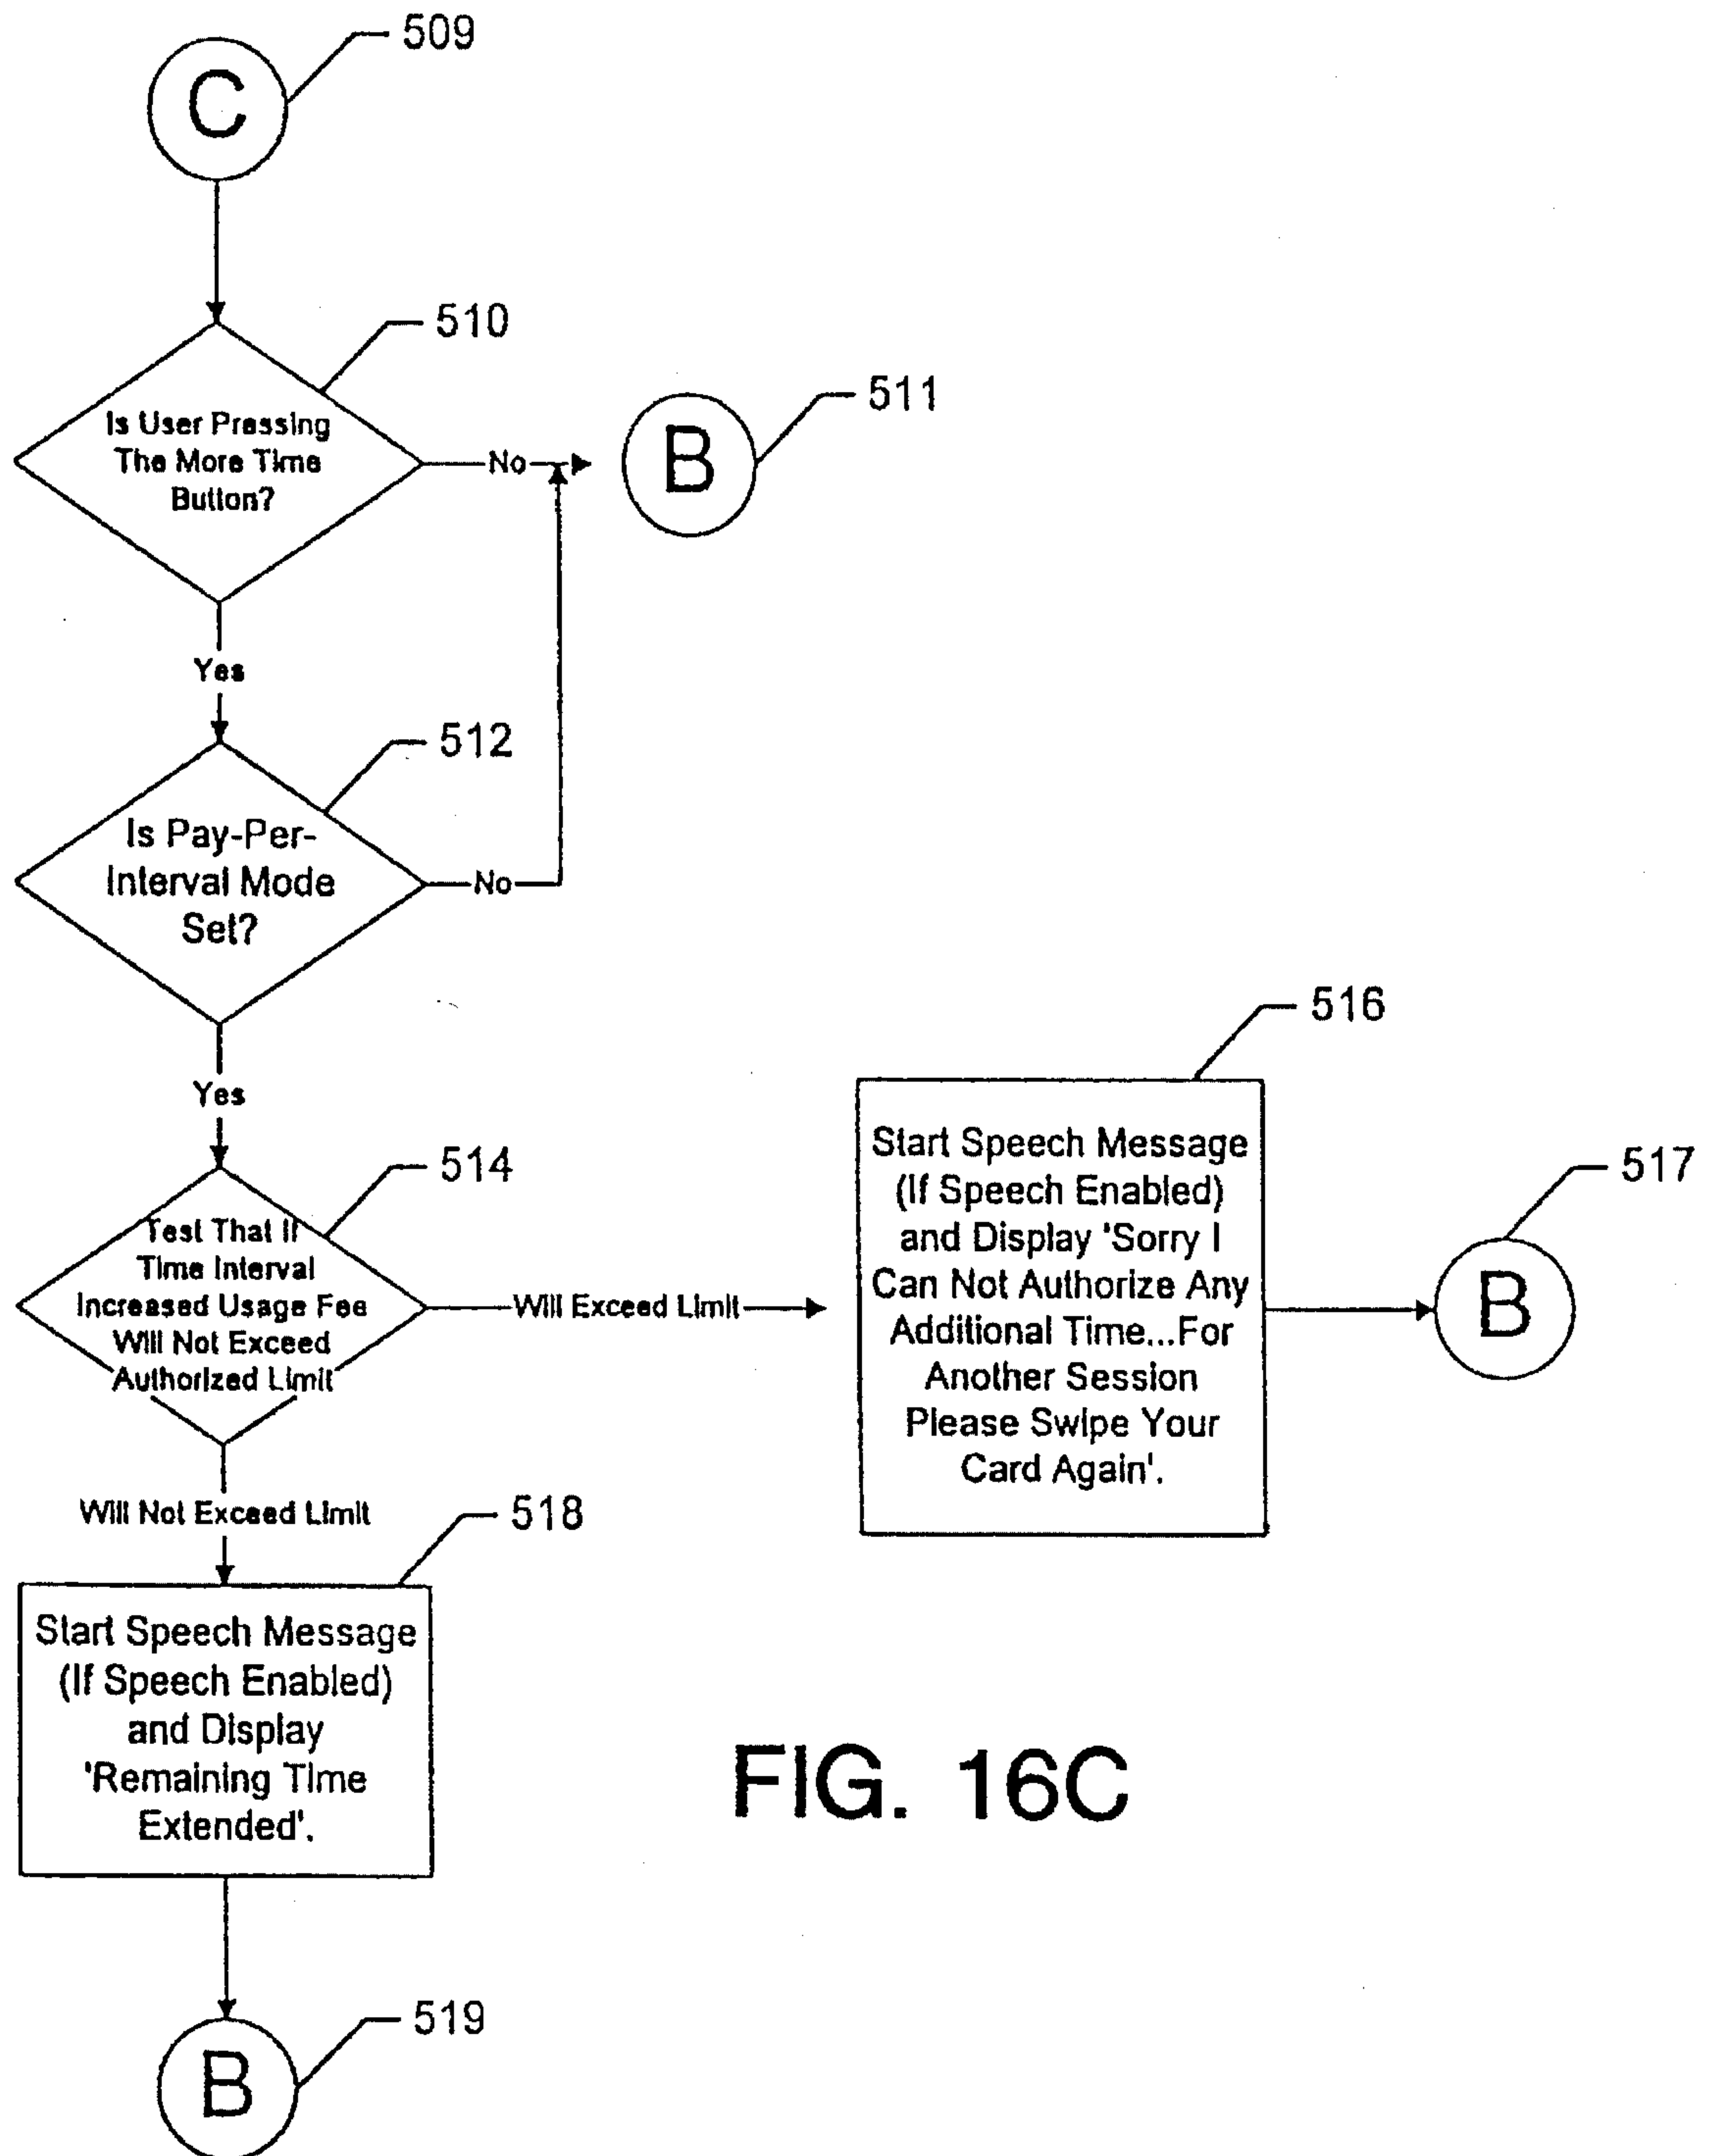 509
C
510
Is User Pressing
The More Time
Button?
No
511
B
Yes
512
Is Pay-Per-
Interval Mode
Set?
No
Yes
514
Test That If
Time Interval
Increased Usage Fee
Will Not Exceed
Authorized Limit
Will Exceed Limit
516
Start Speech Message
(If Speech Enabled)
and Display 'Sorry I
Can Not Authorize Any
Additional Time...For
Another Session
Please Swipe Your
Card Again'.
517
B
Will Not Exceed Limit
518
Start Speech Message
(If Speech Enabled)
and Display
'Remaining Time
Extended'.
FIG. 16C
519
B